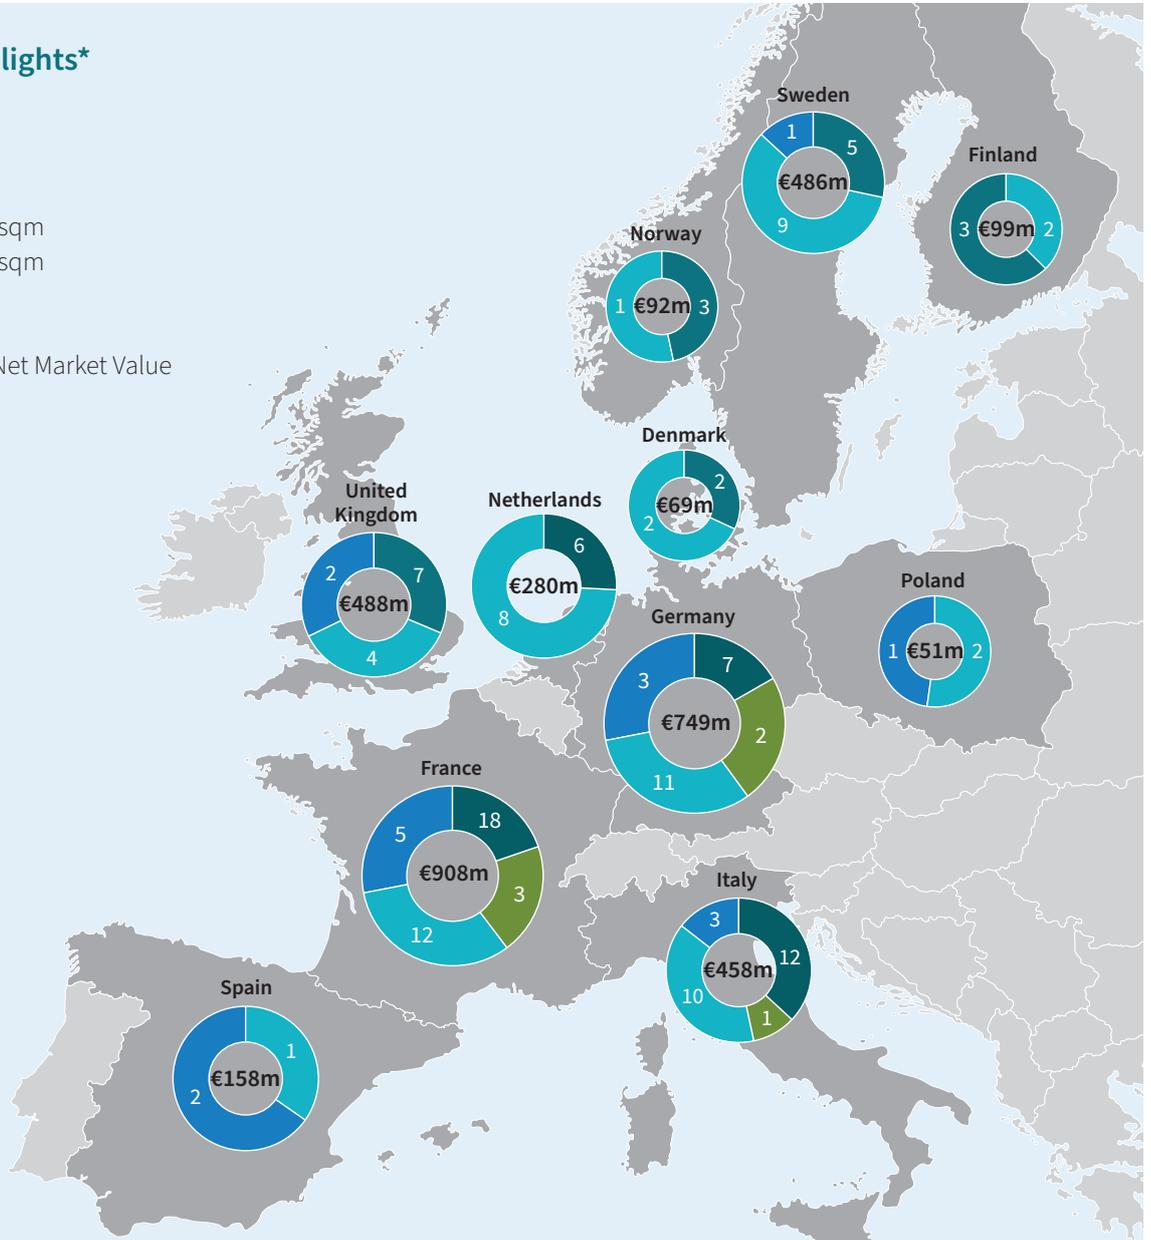 lights*
sqm
sqm
Net Market Value
Sweden
1
5
€486m
9
Finland
3
€99m
2
Norway
1
€92m
3
Denmark
2
€69m
2
United
Kingdom
2
7
€488m
4
Netherlands
6
€280m
8
Germany
3
7
€749m
2
11
Poland
1
€51m
2
France
5
18
€908m
3
12
Italy
3
12
€458m
10
1
Spain
1
€158m
2